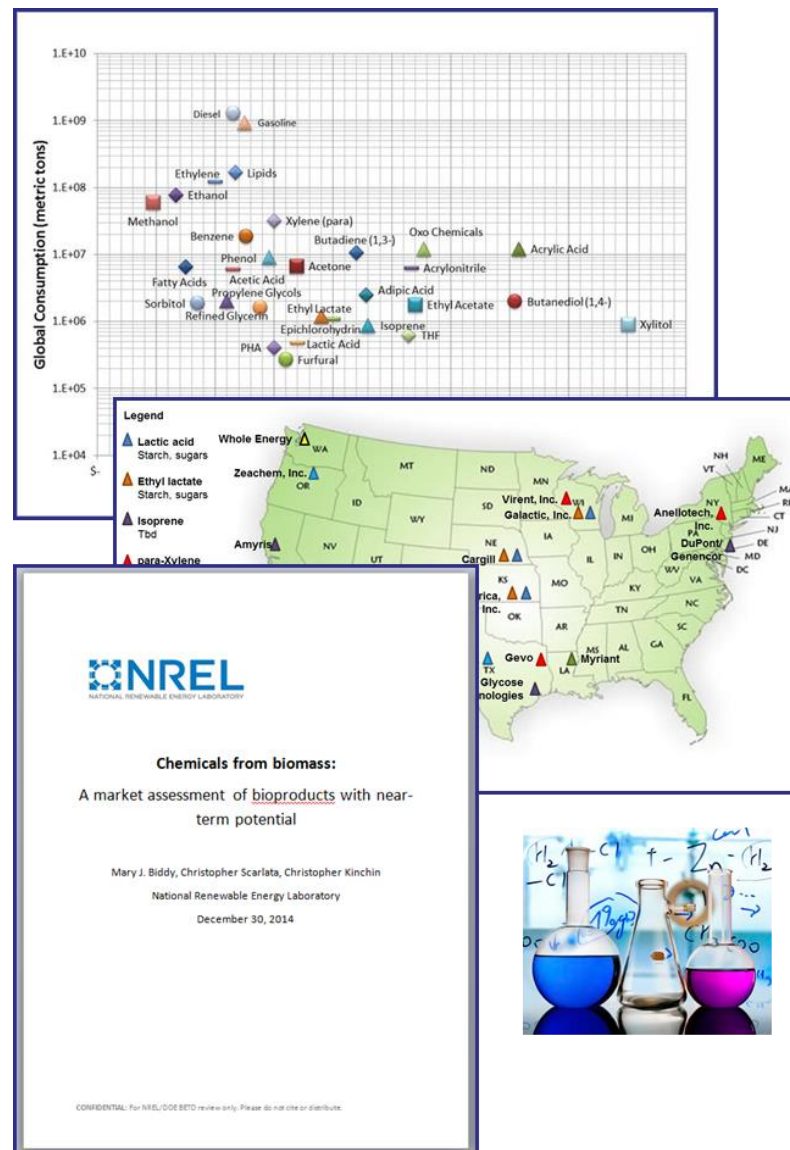 1.E+10
1.E+09
1.E+08
1.E+07
1.E+06
1.E+05
1.E+04
$-
Global Consumption (metric tons)
Diesel
Gasoline
Ethylene
Lipids
Ethanol
Methanol
Xylene (para)
Benzene
Butadiene (1,3-)
Oxo Chemicals
Acrylic Acid
Phenol
Acetone
Acrylonitrile
Fatty Acids
Acetic Acid
Propylene Glycols
Adipic Acid
Sorbitol
Refined Glycerin
Ethyl Lactate
Ethyl Acetate
Butanediol (1,4-)
Epichlorohydrin
Isoprene
THF
Xylitol
PHA
Lactic Acid
Furfural
Legend
Lactic acid
Starch, sugars
Ethyl lactate
Starch, sugars
Isoprene
Tbd
para-Xylene
Whole Energy
WA
Zeachem, Inc.
OR
MT
ND
MN
ID
WY
SD
WI
MI
Virent, Inc.
Galactic, Inc.
NH
VT
ME
NY
MA
RI
CT
NJ
DE
MD
DC
Anellotech,
Inc.
PA
DuPont/
Genencor
Amyris
NV
UT
NE
IA
IL
IN
OH
WV
VA
Cargill
KS
MO
KY
NC
TN
SC
rica,
Inc.
OK
AR
MS
AL
GA
TX
Gevo
LA
Myriant
Glycose
nologies
FL
NREL
NATIONAL RENEWABLE ENERGY LABORATORY
Chemicals from biomass:
A market assessment of bioproducts with near-
term potential
Mary J. Biddy, Christopher Scarlata, Christopher Kinchin
National Renewable Energy Laboratory
December 30, 2014
CONFIDENTIAL: For NREL/DOE BETO review only. Please do not cite or distribute.